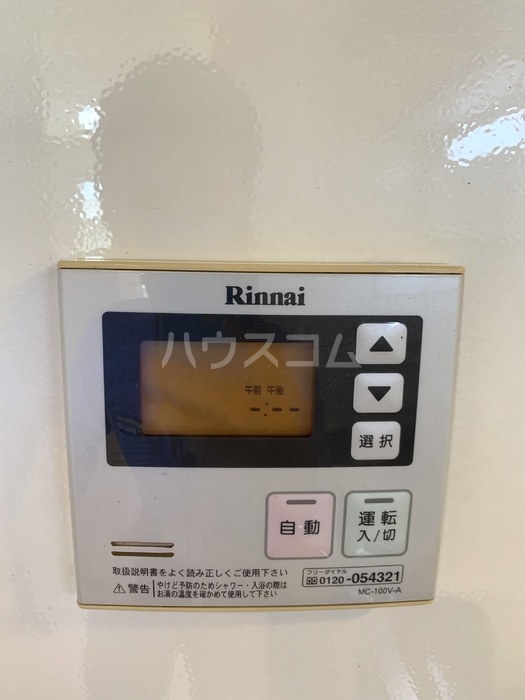 Rinnai
ハウスコム
午前 午後
-:--
選択
自動
運転
入/切
取扱説明書をよく読み正しくご使用下さい
警告
やけど予防のためシャワー・入浴の際は
お湯の温度を確かめて使用して下さい
フリーダイヤル
0120-054321
MC-100V-A